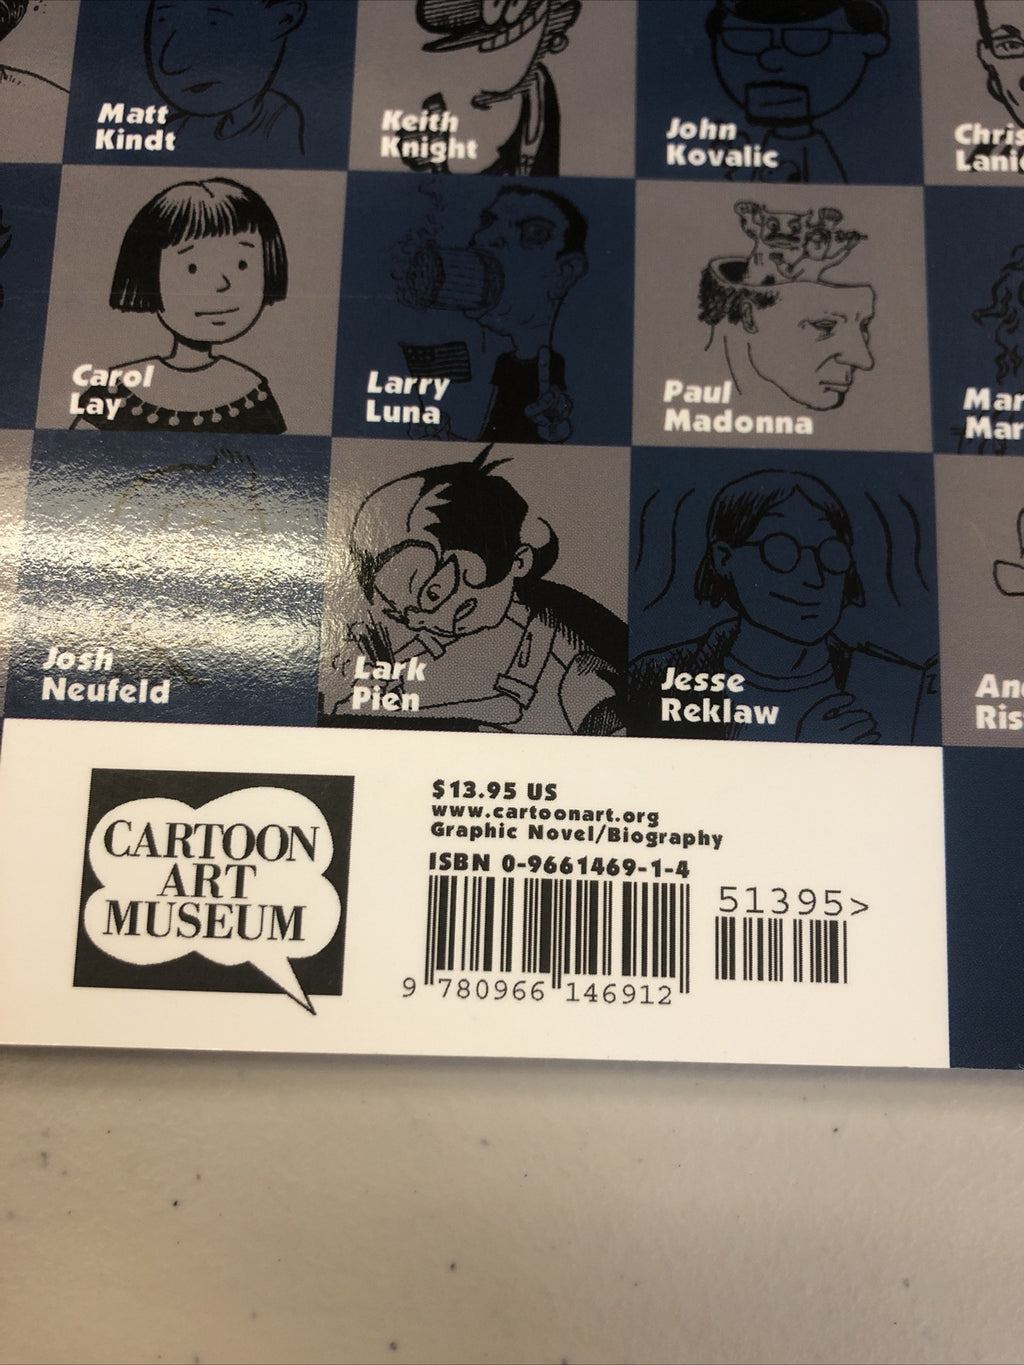 Matt
Kindt
Keith
Knight
John
Kovalic
Chris
Carol
Lay
Larry
Luna
Paul
Madonna
Josh
Neufeld
Lark
Pien
Jesse
Reklaw
CARTOON
ART
MUSEUM
$13.95 US
www.cartoonart.org
Graphic Novel/Biography
ISBN 0-9661469-1-4
51395>
9 780966 146912